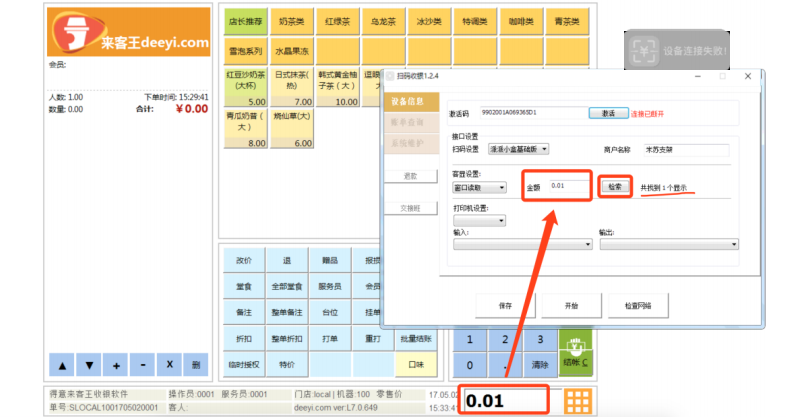 来客王deeyi.com
会员:
人数: 1.00 下单时间: 15:29:41
数量: 0.00 合计: ¥0.00
▲ ▼ + - X 删
店长推荐 奶茶类 红绿茶 乌龙茶 冰沙类 特调类 咖啡类 青茶类
雪泡系列 水晶果冻
红豆沙奶茶(大杯) 5.00
日式抹茶(热) 7.00
韩式黄金柚子茶(大) 10.00
青瓜奶昔(大) 8.00
烧仙草(大) 6.00
设备连接失败!
扫码收银1.2.4
设备信息
账单查询
系统维护
退款
交接班
激活码 9902001A069365D1 激活 连接已断开
接口设置
扫码设置 派派小盒基础版 商户名称 木苏支架
客显设置:
窗口读取 金额 0.01 检索 共找到 1 个显示
打印机设置:
输入: 输出:
保存 开始 检查网络
改价 退 赠品 报损
堂食 全部堂食 服务员 会员
备注 整单备注 台位 挂单
折扣 整单折扣 打单 重打 批量结账
临时授权 特价 口味
1 2 3
0 . 清除 结帐 C
得意来客王收银软件 操作员:0001 服务员:0001 门店:local | 机器:100 零售价 17.05.02
单号:SLOCAL1001705020001 客人: deeyi.com ver:L7.0.649 15:33:41
0.01